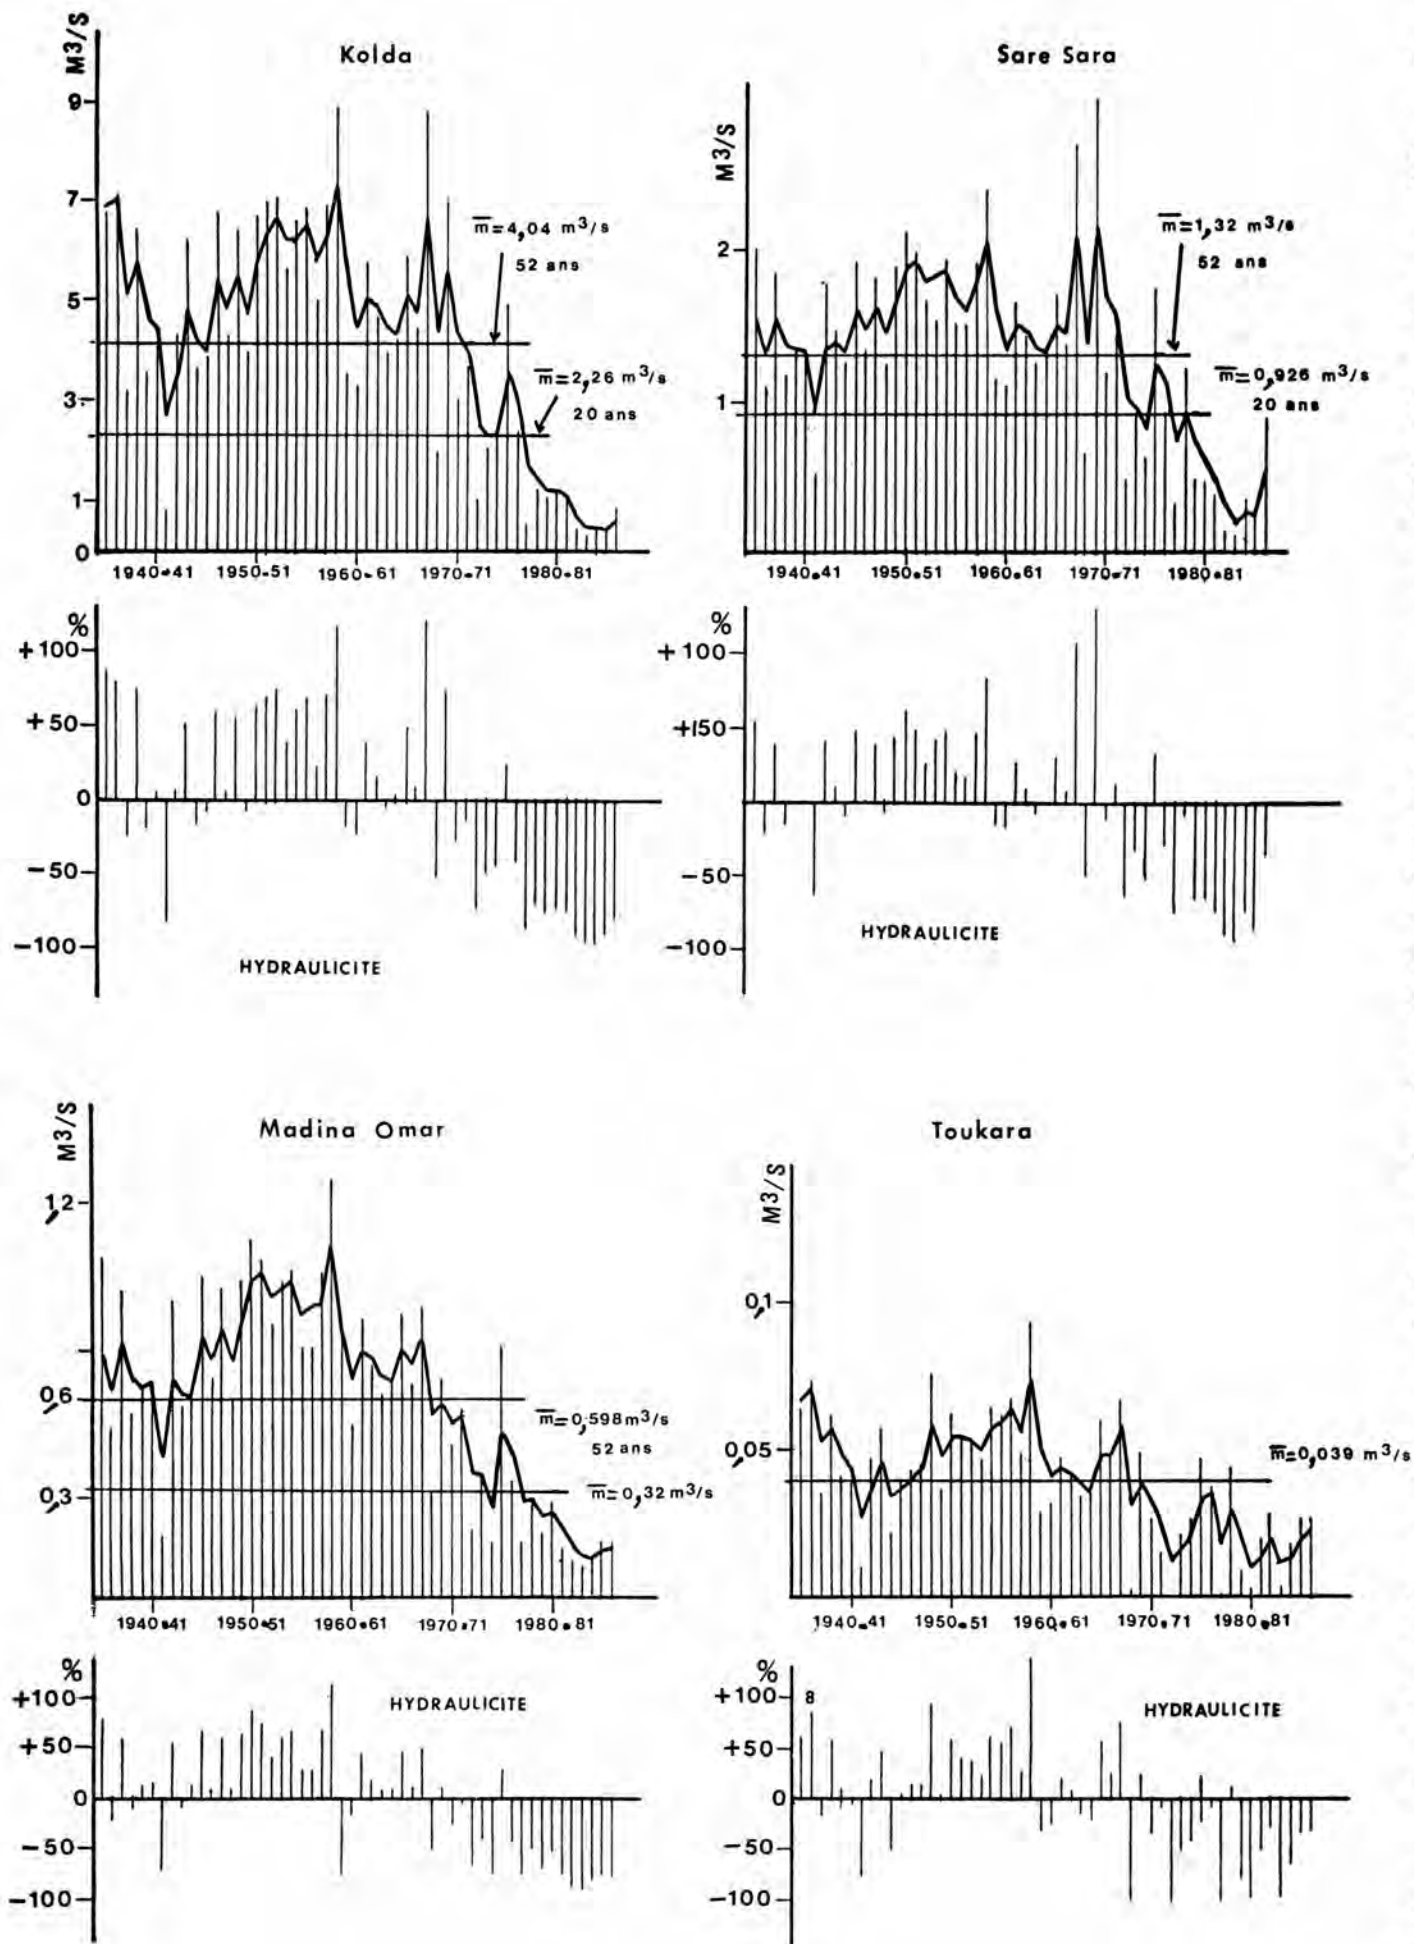 Kolda
M3/S
9
7
5
3
1
0
m̅=4,04 m³/s
52 ans
m̅=2,26 m³/s
20 ans
1940.41 1950.51 1960.61 1970.71 1980.81
%
+100
+50
0
−50
−100
HYDRAULICITE
Sare Sara
M3/S
2
1
m̅=1,32 m³/s
52 ans
m̅=0,926 m³/s
20 ans
1940.41 1950.51 1960.61 1970.71 1980.81
%
+100
+150
0
−50
−100
HYDRAULICITE
Madina Omar
M3/S
1,2
0,6
0,3
m̅=0,598m³/s
52 ans
m̅=0,32m³/s
1940.41 1950.51 1960.61 1970.71 1980.81
%
+100
+50
0
−50
−100
HYDRAULICITE
Toukara
M3/S
0,1
0,05
m̅=0,039 m³/s
1940.41 1950.51 1960.61 1970.71 1980.81
%
+100
8
+50
0
−50
−100
HYDRAULICITE